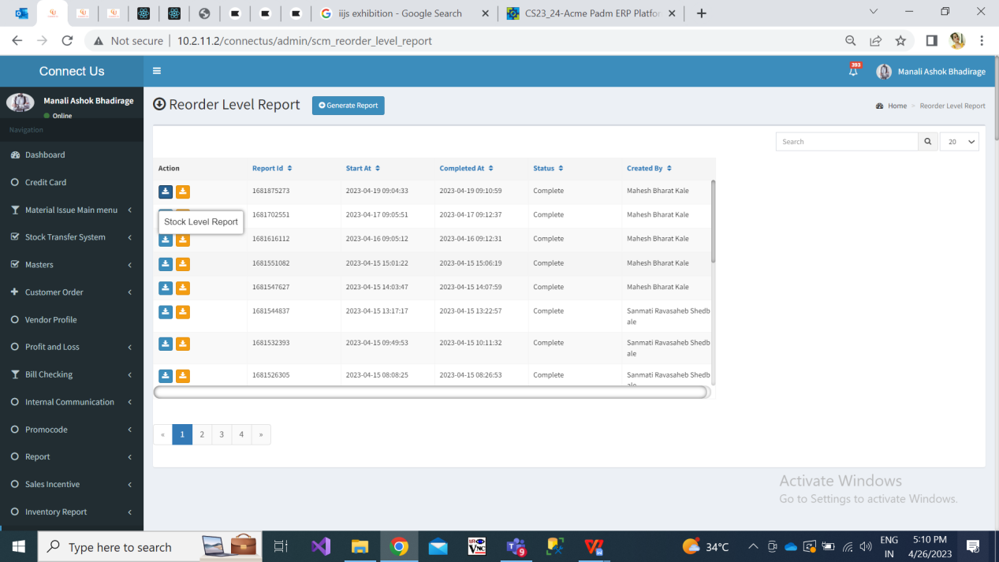 iijs exhibition - Google Search
CS23_24-Acme Padm ERP Platfor
Not secure
10.2.11.2/connectus/admin/scm_reorder_level_report
Connect Us
393
Manali Ashok Bhadirage
Manali Ashok Bhadirage
Online
Navigation
Dashboard
Credit Card
Material Issue Main menu
Stock Transfer System
Masters
Customer Order
Vendor Profile
Profit and Loss
Bill Checking
Internal Communication
Promocode
Report
Sales Incentive
Inventory Report
Reorder Level Report
Generate Report
Home > Reorder Level Report
Search
20
Action Report Id Start At Completed At Status Created By
1681875273 2023-04-19 09:04:33 2023-04-19 09:10:59 Complete Mahesh Bharat Kale
1681702551 2023-04-17 09:05:51 2023-04-17 09:12:37 Complete Mahesh Bharat Kale
Stock Level Report
1681616112 2023-04-16 09:05:12 2023-04-16 09:12:31 Complete Mahesh Bharat Kale
1681551082 2023-04-15 15:01:22 2023-04-15 15:06:19 Complete Mahesh Bharat Kale
1681547627 2023-04-15 14:03:47 2023-04-15 14:07:59 Complete Mahesh Bharat Kale
1681544837 2023-04-15 13:17:17 2023-04-15 13:22:57 Complete Sanmati Ravasaheb Shedb
ale
1681532393 2023-04-15 09:49:53 2023-04-15 10:11:32 Complete Sanmati Ravasaheb Shedb
ale
1681526305 2023-04-15 08:08:25 2023-04-15 08:26:53 Complete Sanmati Ravasaheb Shedb
ale
« 1 2 3 4 »
Activate Windows
Go to Settings to activate Windows.
Type here to search
VNC
9
34°C
ENG
IN
5:10 PM
4/26/2023